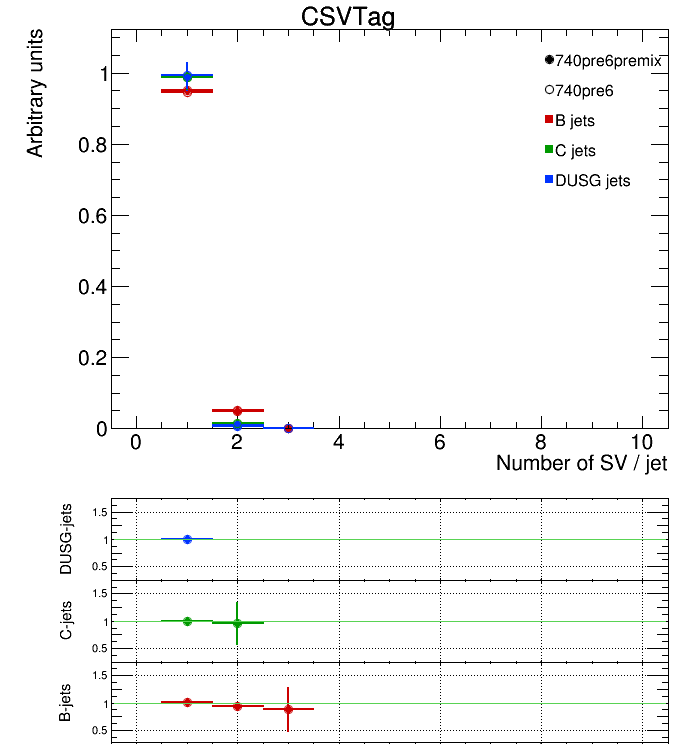 CSVTag
Arbitrary units
740pre6premix
740pre6
B jets
C jets
DUSG jets
1
0.8
0.6
0.4
0.2
0
0 2 4 6 8 10
Number of SV / jet
DUSG-jets
1.5
1
0.5
C-jets
1.5
1
0.5
B-jets
1.5
1
0.5